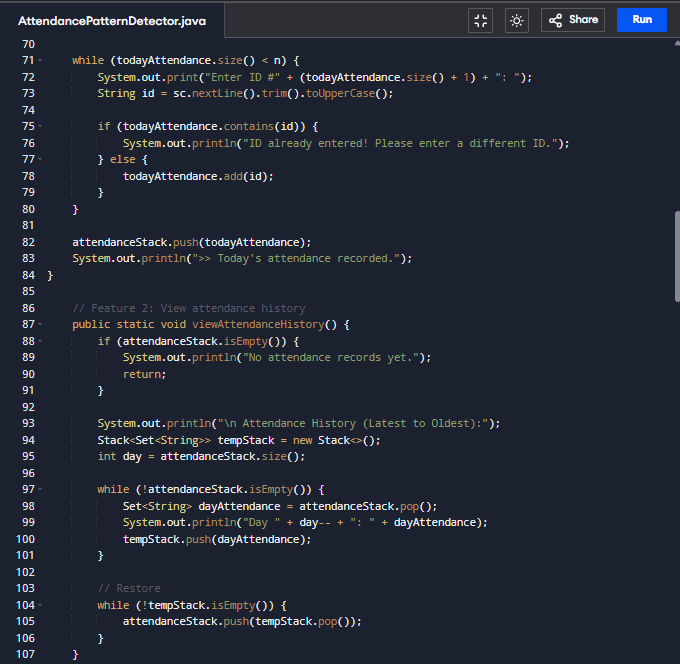 AttendancePatternDetector.java
Share
Run
70
71 while (todayAttendance.size() < n) {
72 System.out.print("Enter ID #" + (todayAttendance.size() + 1) + ": ");
73 String id = sc.nextLine().trim().toUpperCase();
74
75 if (todayAttendance.contains(id)) {
76 System.out.println("ID already entered! Please enter a different ID.");
77 } else {
78 todayAttendance.add(id);
79 }
80 }
81
82 attendanceStack.push(todayAttendance);
83 System.out.println(">> Today's attendance recorded.");
84 }
85
86 // Feature 2: View attendance history
87 public static void viewAttendanceHistory() {
88 if (attendanceStack.isEmpty()) {
89 System.out.println("No attendance records yet.");
90 return;
91 }
92
93 System.out.println("\n Attendance History (Latest to Oldest):");
94 Stack<Set<String>> tempStack = new Stack<>();
95 int day = attendanceStack.size();
96
97 while (!attendanceStack.isEmpty()) {
98 Set<String> dayAttendance = attendanceStack.pop();
99 System.out.println("Day " + day-- + ": " + dayAttendance);
100 tempStack.push(dayAttendance);
101 }
102
103 // Restore
104 while (!tempStack.isEmpty()) {
105 attendanceStack.push(tempStack.pop());
106 }
107 }